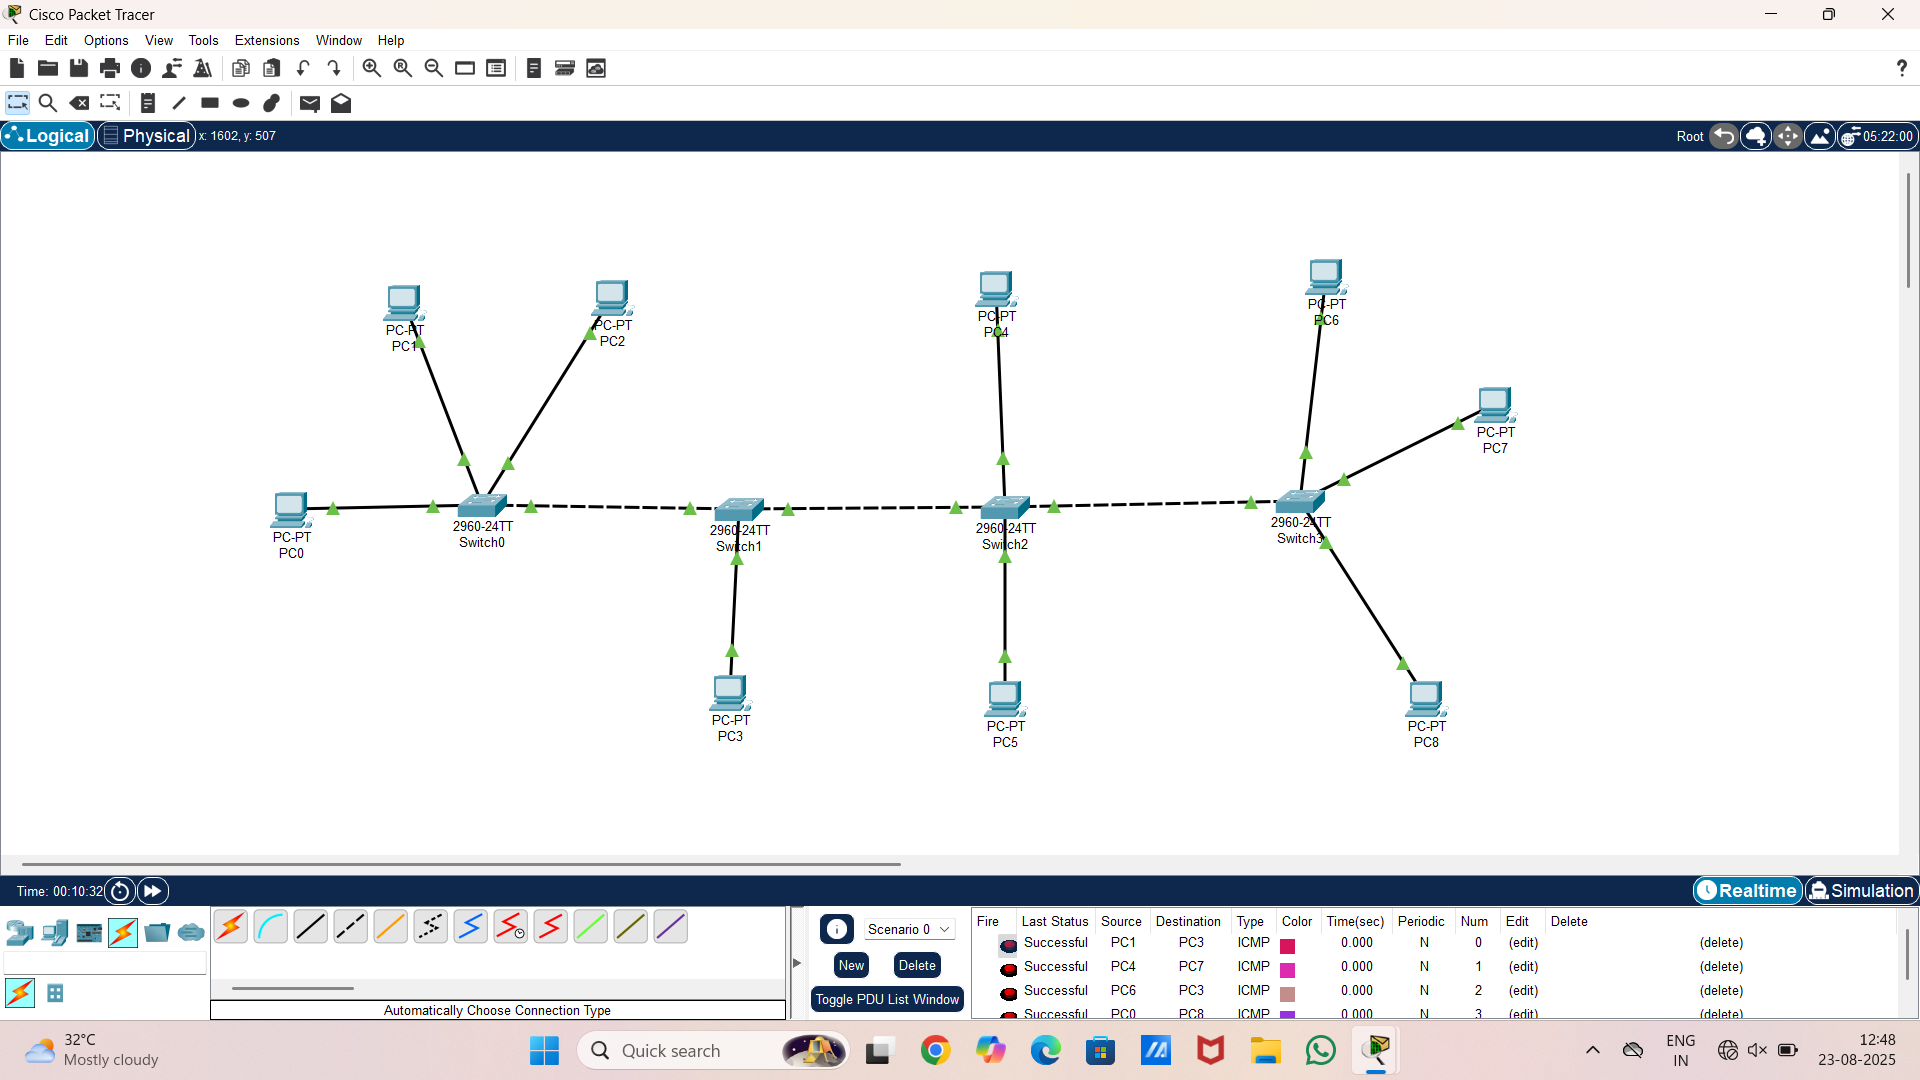 Cisco Packet Tracer
File Edit Options View Tools Extensions Window Help
?
Logical Physical x: 1602, y: 507 Root 05:22:00
PC-PT
PC1
PC-PT
PC2
PC-PT
PC4
PC-PT
PC6
PC-PT
PC7
PC-PT
PC0
2960-24TT
Switch0
2960-24TT
Switch1
2960-24TT
Switch2
2960-24TT
Switch3
PC-PT
PC3
PC-PT
PC5
PC-PT
PC8
Time: 00:10:32 Realtime Simulation
Automatically Choose Connection Type
Scenario 0
New Delete
Toggle PDU List Window
Fire Last Status Source Destination Type Color Time(sec) Periodic Num Edit Delete
Successful PC1 PC3 ICMP 0.000 N 0 (edit) (delete)
Successful PC4 PC7 ICMP 0.000 N 1 (edit) (delete)
Successful PC6 PC3 ICMP 0.000 N 2 (edit) (delete)
Successful PC0 PC8 ICMP 0.000 N 3 (edit) (delete)
32°C
Mostly cloudy
Quick search
ENG
IN
12:48
23-08-2025